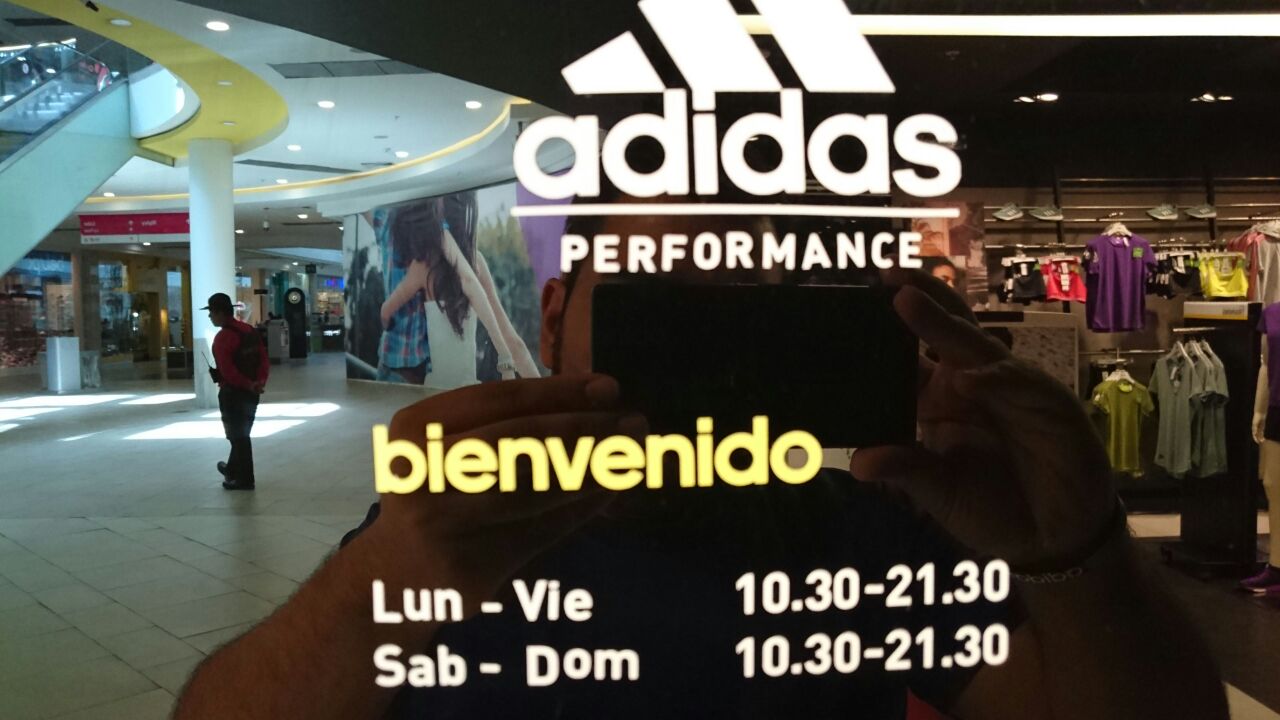 adidas
PERFORMANCE
bienvenido
Lun - Vie 10.30-21.30
Sab - Dom 10.30-21.30